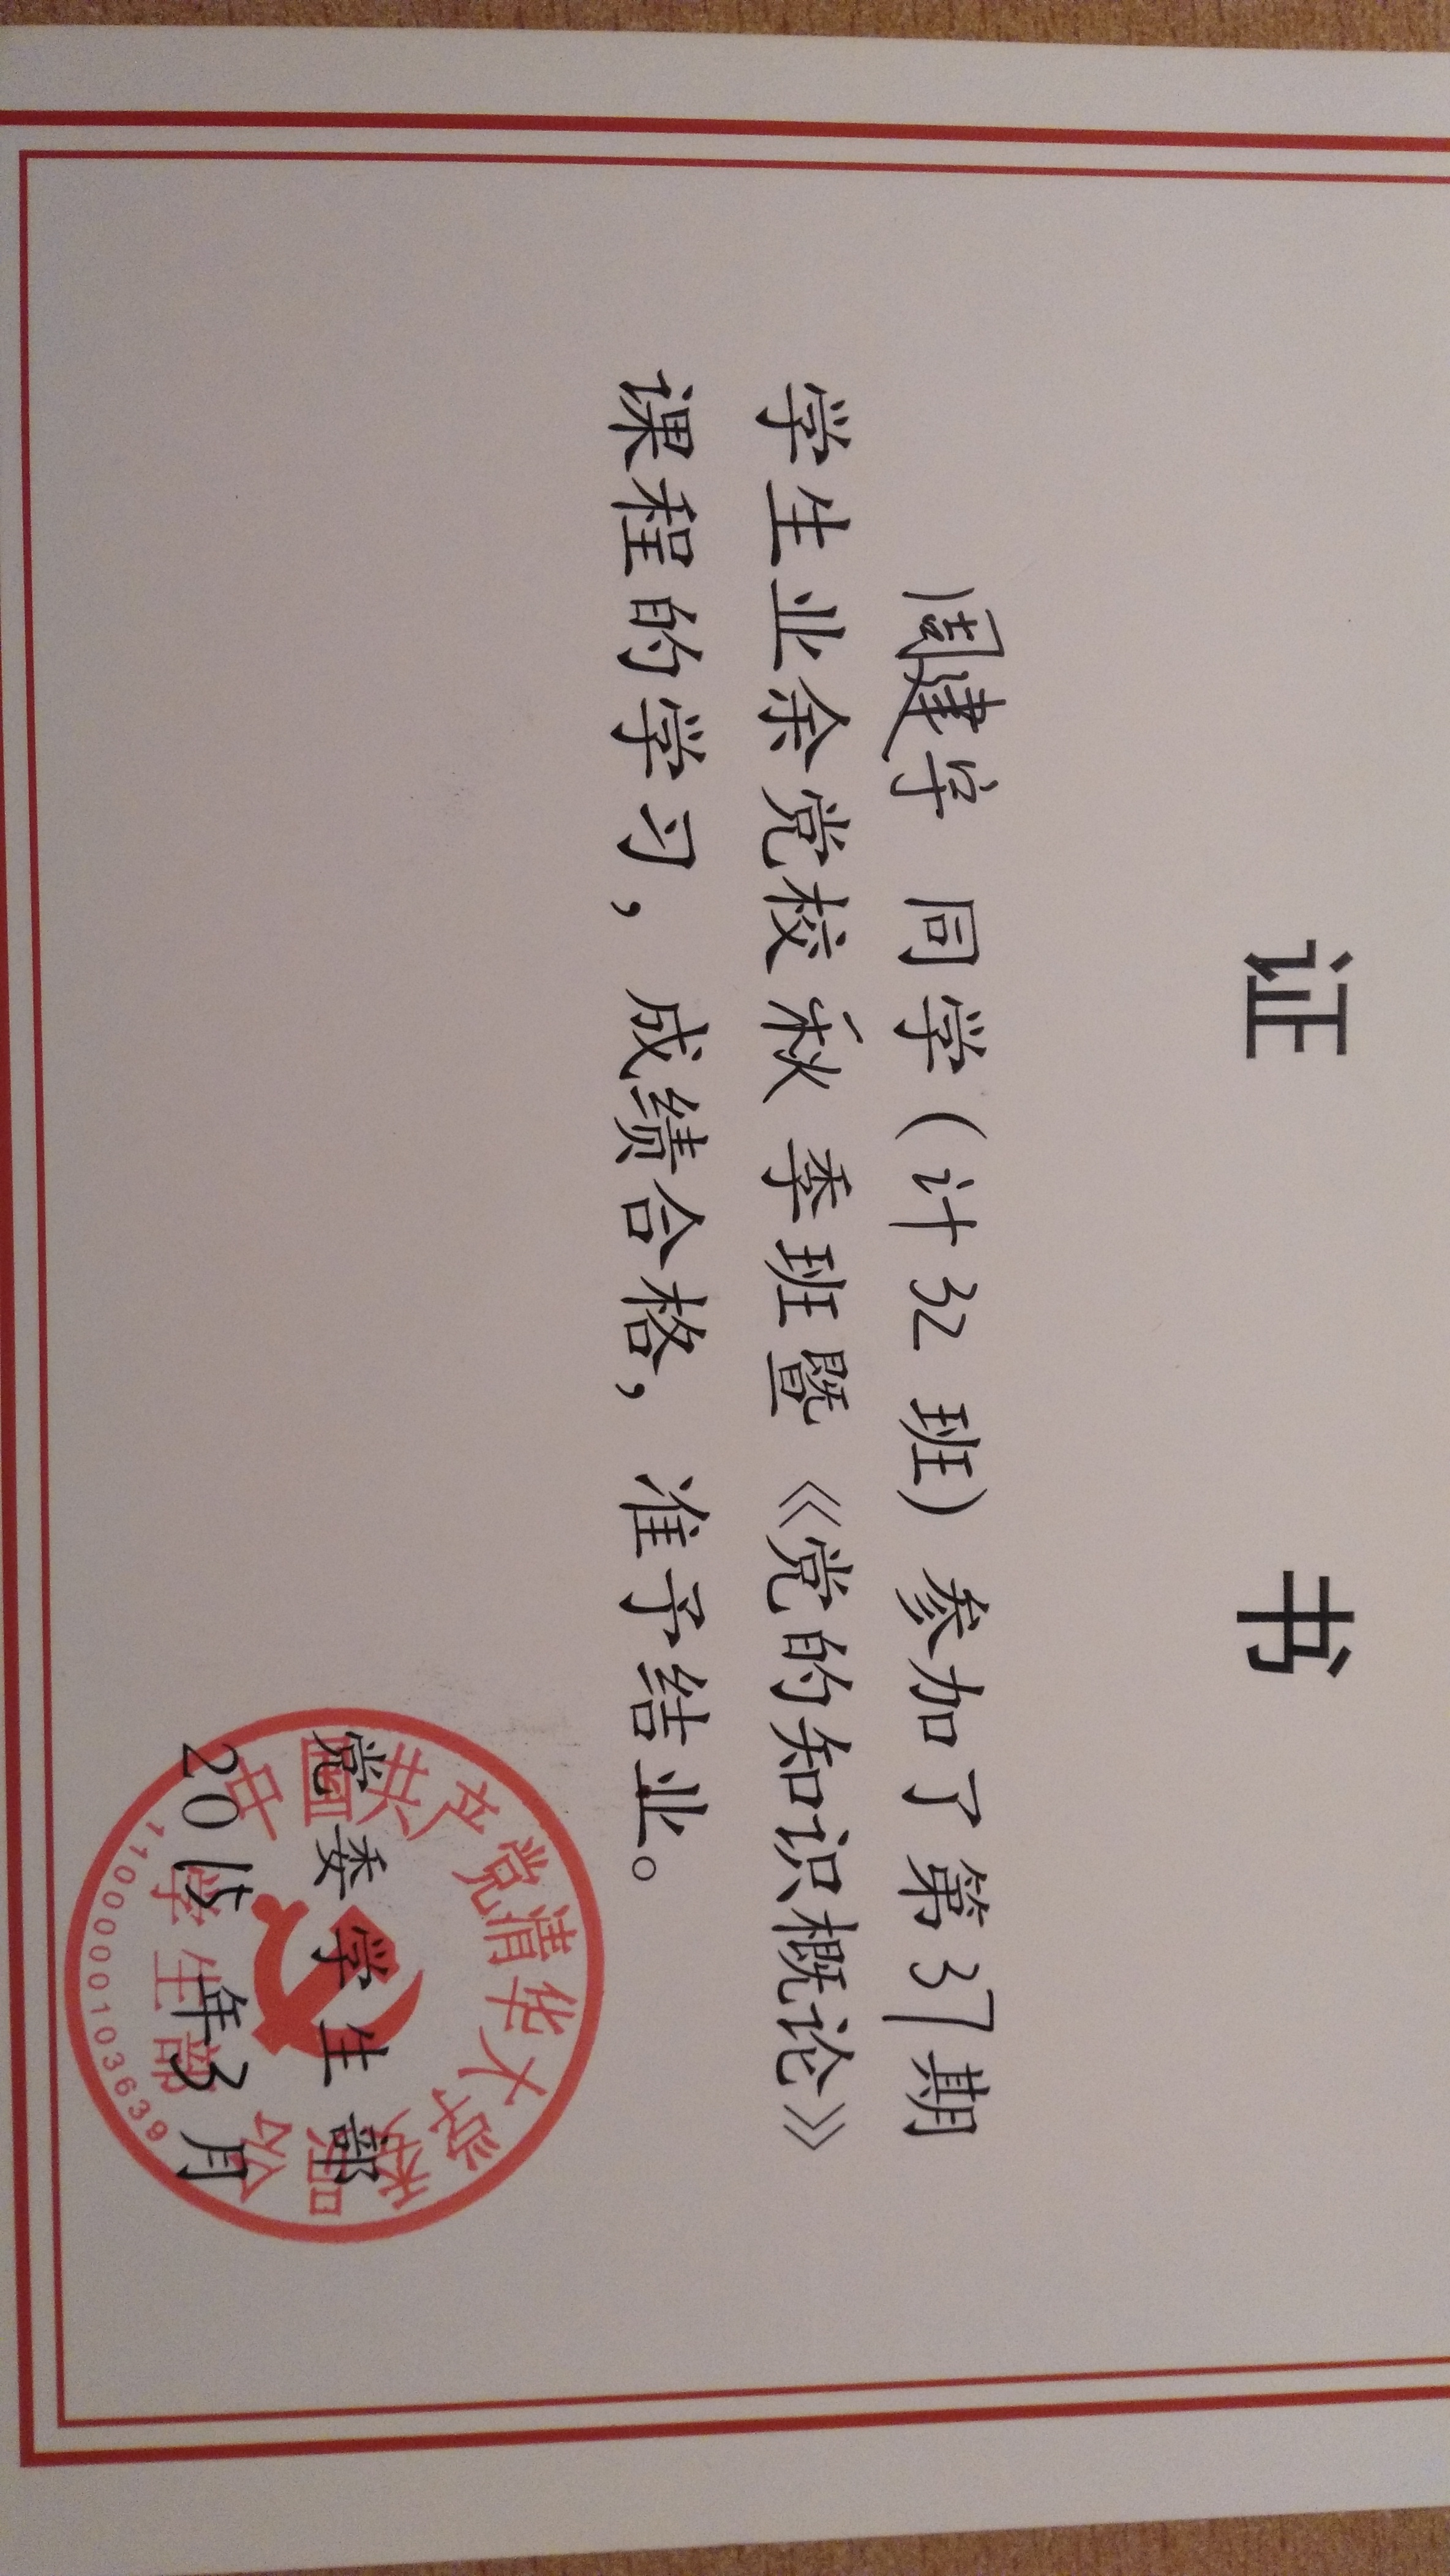 证 书
周建宇 同学(计32 班)参加了第37期
学生业余党校秋 季班暨《党的知识概论》
课程的学习,成绩合格,准予结业。
中国共产党清华大学委员会
党委学生部
2015 年3 月
学生部
1100000103639